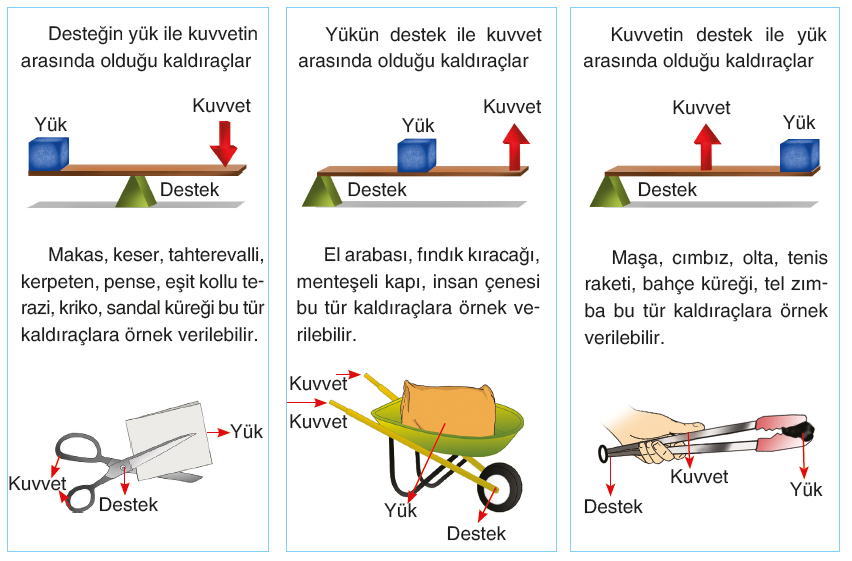 Desteğin yük ile kuvvetin
arasında olduğu kaldıraçlar
Kuvvet
Yük
Destek
Makas, keser, tahterevalli,
kerpeten, pense, eşit kollu te-
razi, kriko, sandal küreği bu tür
kaldıraçlara örnek verilebilir.
Yük
Kuvvet
Destek
Yükün destek ile kuvvet
arasında olduğu kaldıraçlar
Kuvvet
Yük
Destek
El arabası, fındık kıracağı,
menteşeli kapı, insan çenesi
bu tür kaldıraçlara örnek ve-
rilebilir.
Kuvvet
Kuvvet
Yük
Destek
Kuvvetin destek ile yük
arasında olduğu kaldıraçlar
Kuvvet
Yük
Destek
Maşa, cımbız, olta, tenis
raketi, bahçe küreği, tel zım-
ba bu tür kaldıraçlara örnek
verilebilir.
Kuvvet
Yük
Destek